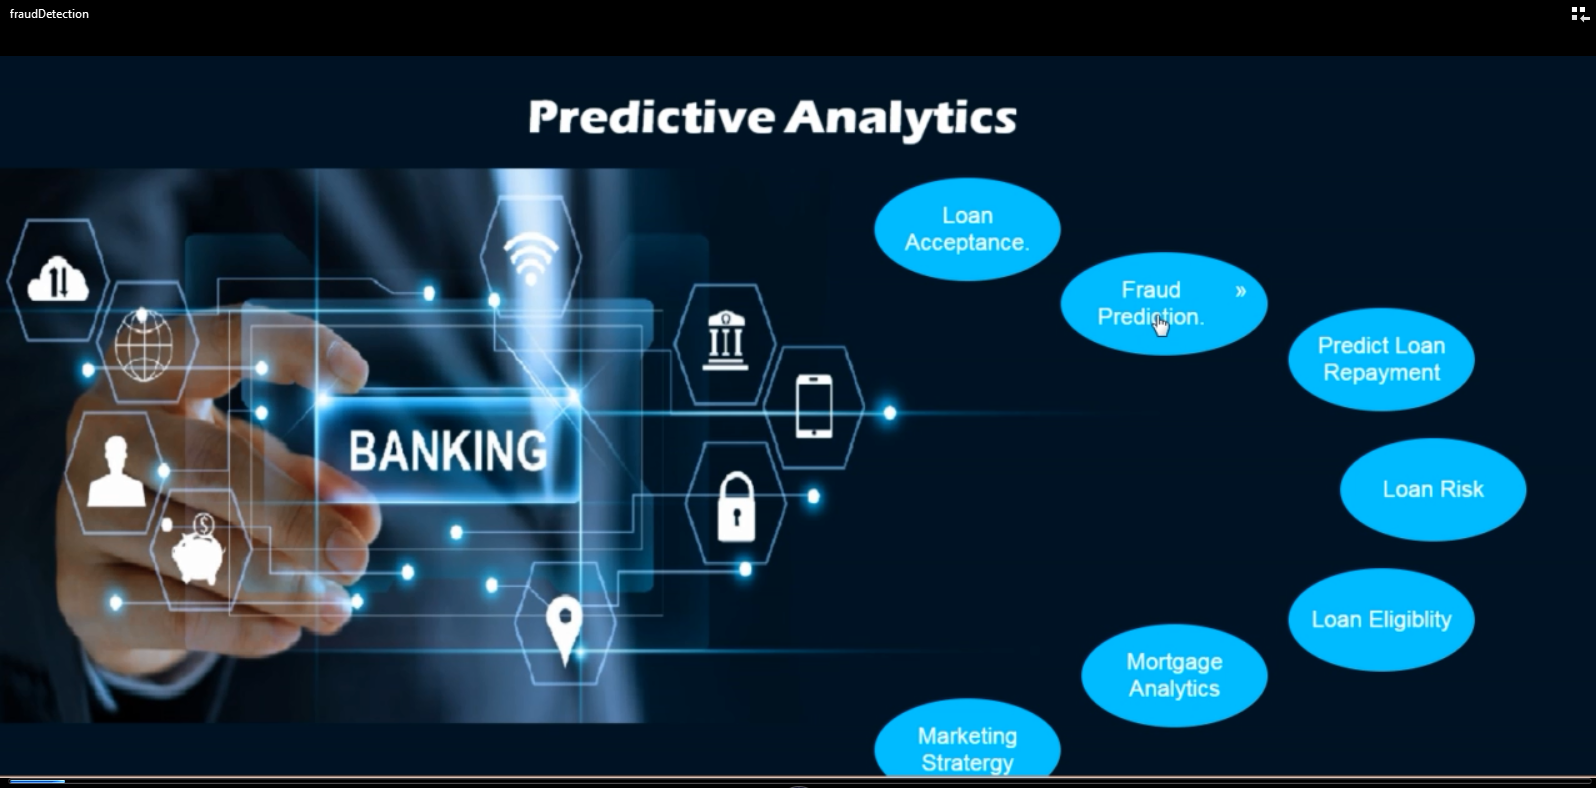 fraudDetection
Predictive Analytics
Loan
Acceptance.
Fraud
Prediction.
»
Predict Loan
Repayment
BANKING
Loan Risk
Loan Eligiblity
Mortgage
Analytics
Marketing
Stratergy